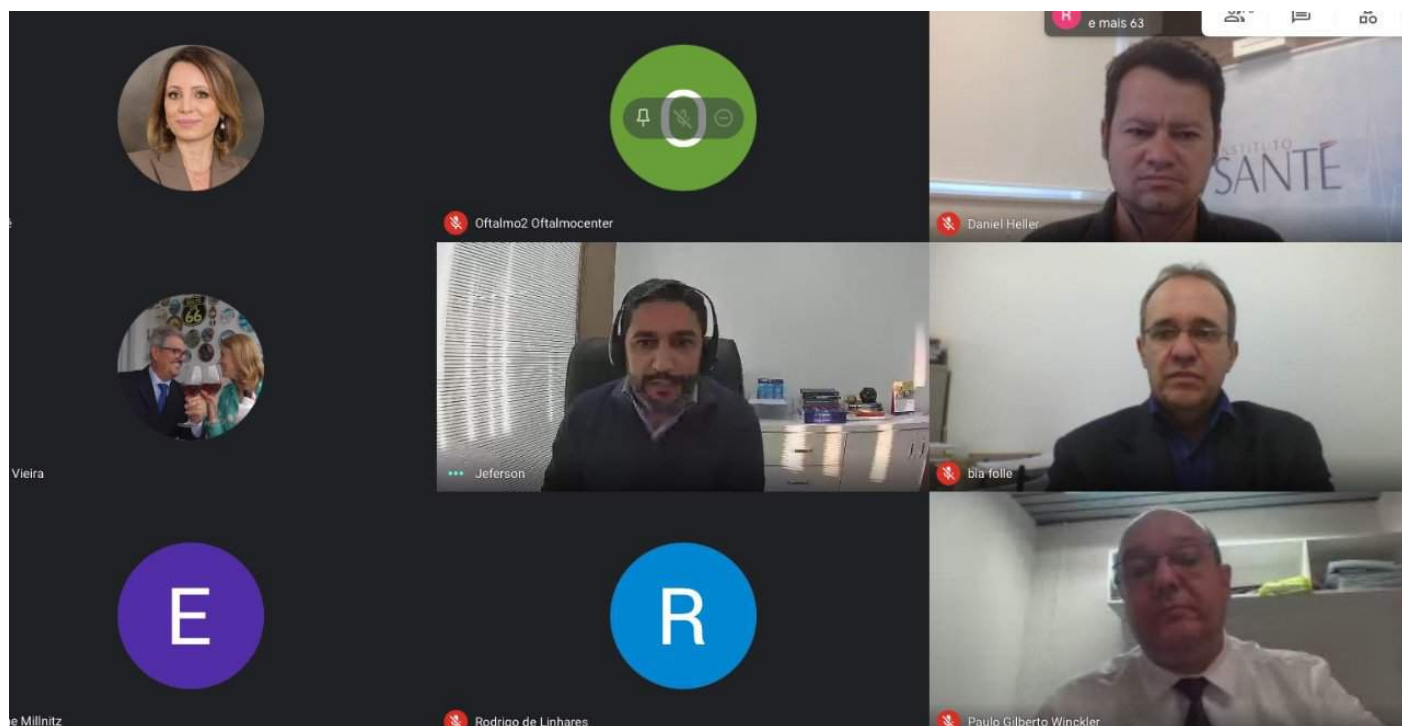 R e mais 63
O
Oftalmo2 Oftalmocenter
INSTITUTO
SANTÉ
Daniel Heller
66
Vieira
Jeferson
bia folle
E
R
e Millnitz
Rodrigo de Linhares
Paulo Gilberto Winckler